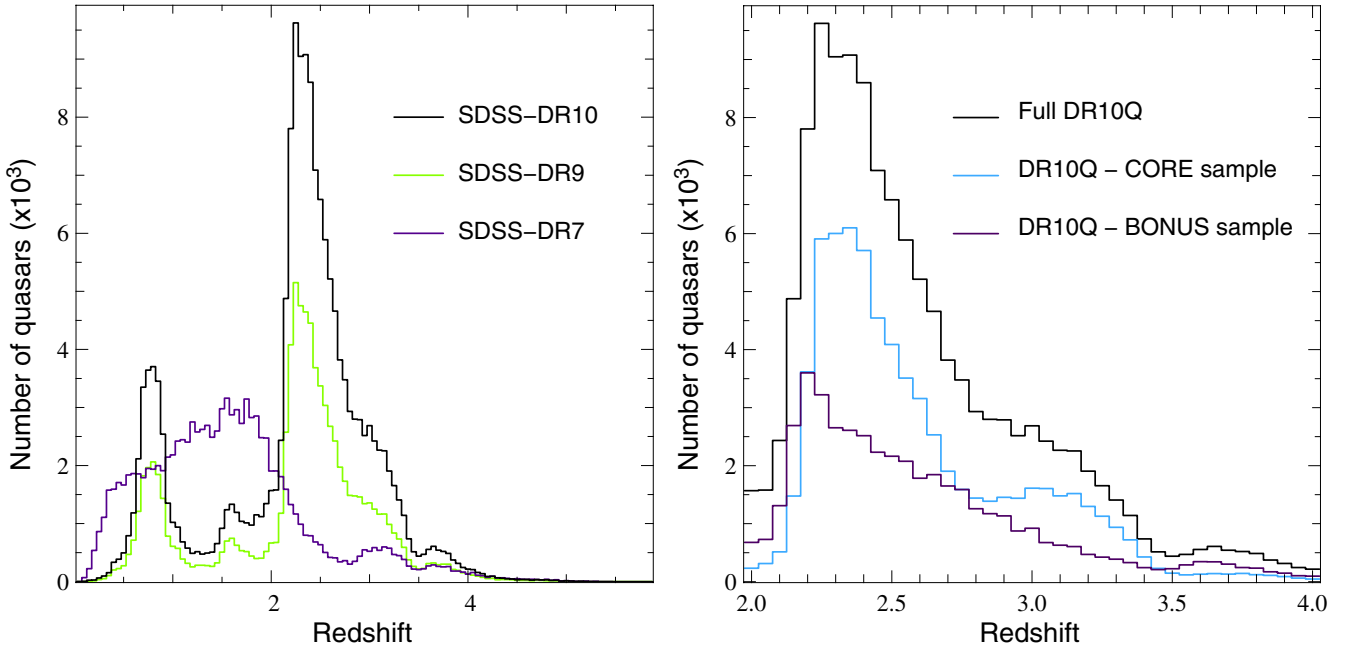 Number of quasars (x10³)
8
6
4
2
0
2
4
Redshift
SDSS−DR10
SDSS−DR9
SDSS−DR7
Number of quasars (x10³)
8
6
4
2
0
2.0
2.5
3.0
3.5
4.0
Redshift
Full DR10Q
DR10Q − CORE sample
DR10Q − BONUS sample